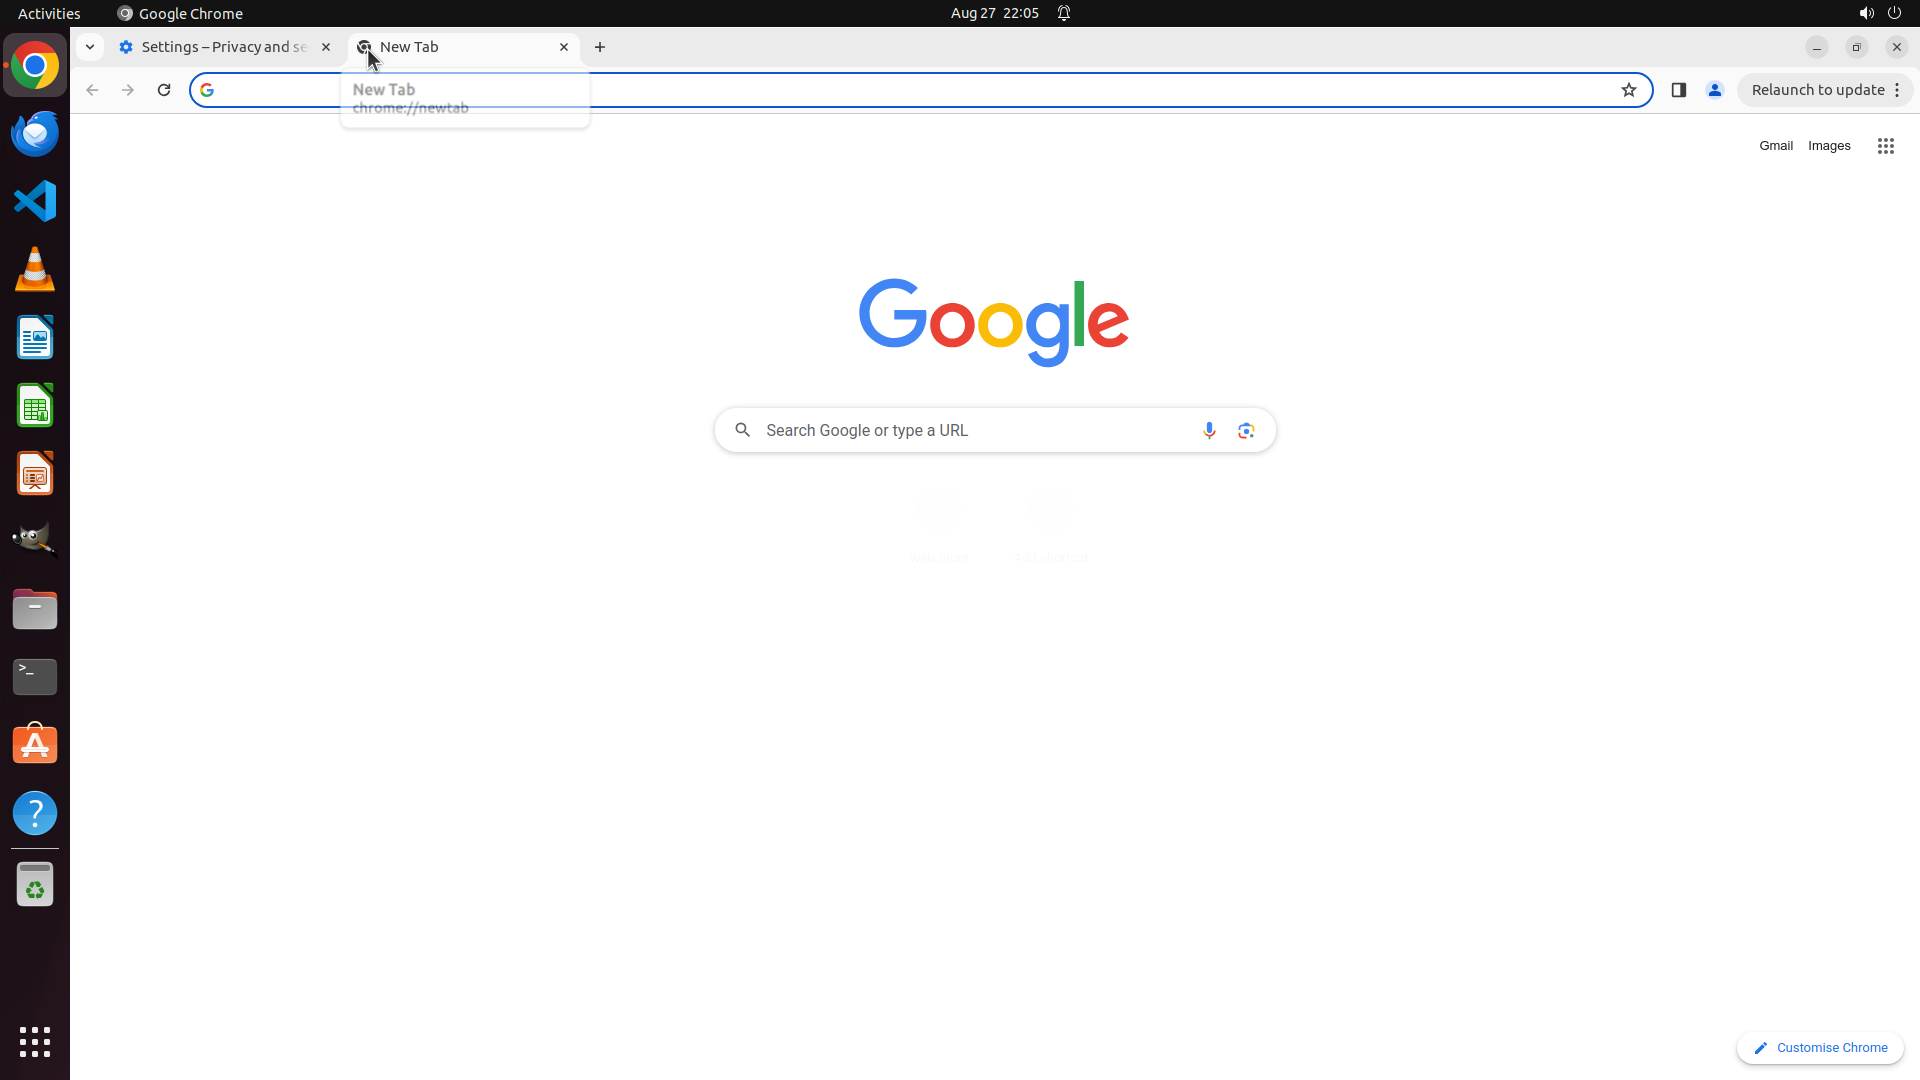 Activities
Google Chrome
Aug 27 22:05
Settings – Privacy and se
New Tab
New Tab
chrome://newtab
Relaunch to update
Gmail
Images
Google
Search Google or type a URL
Web Store
Add shortcut
Customise Chrome